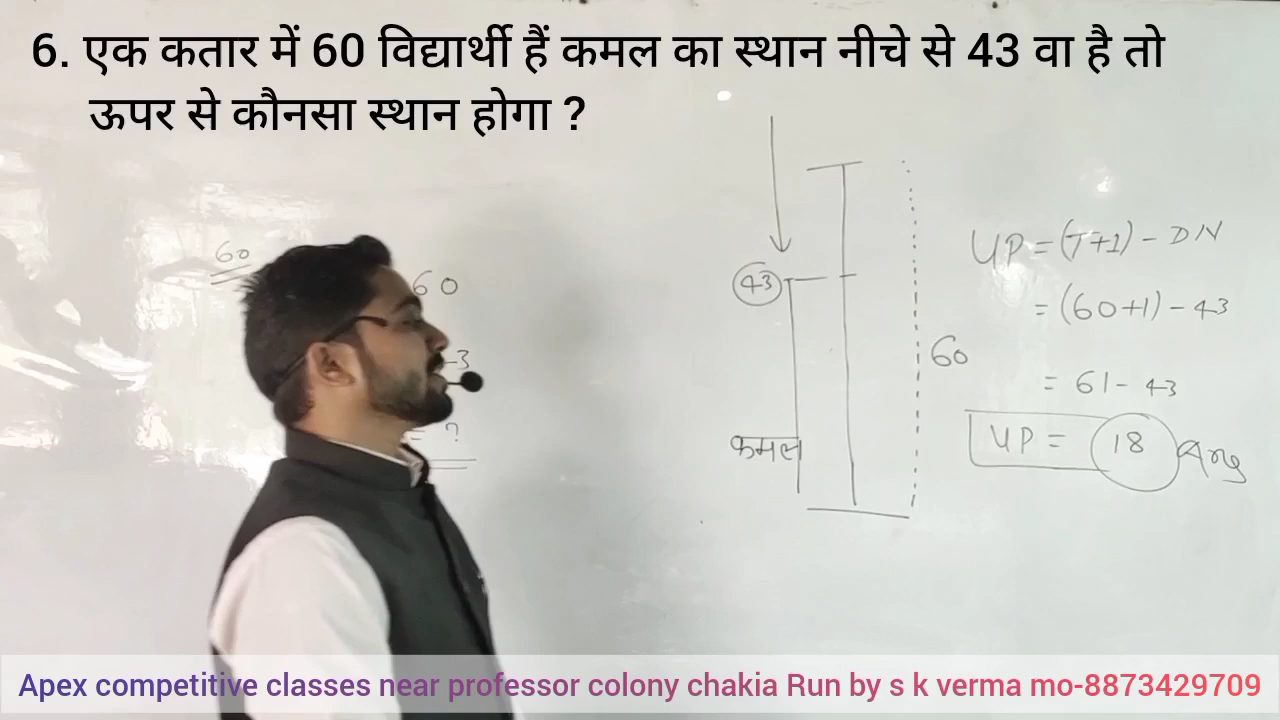 6. एक कतार में 60 विद्यार्थी हैं कमल का स्थान नीचे से 43 वा है तो
ऊपर से कौनसा स्थान होगा ?
60
60
3
= ?
43
कमल
60
UP = (T+1) - DN
= (60+1) - 43
= 61 - 43
UP = 18 Ans
Apex competitive classes near professor colony chakia Run by s k verma mo-8873429709